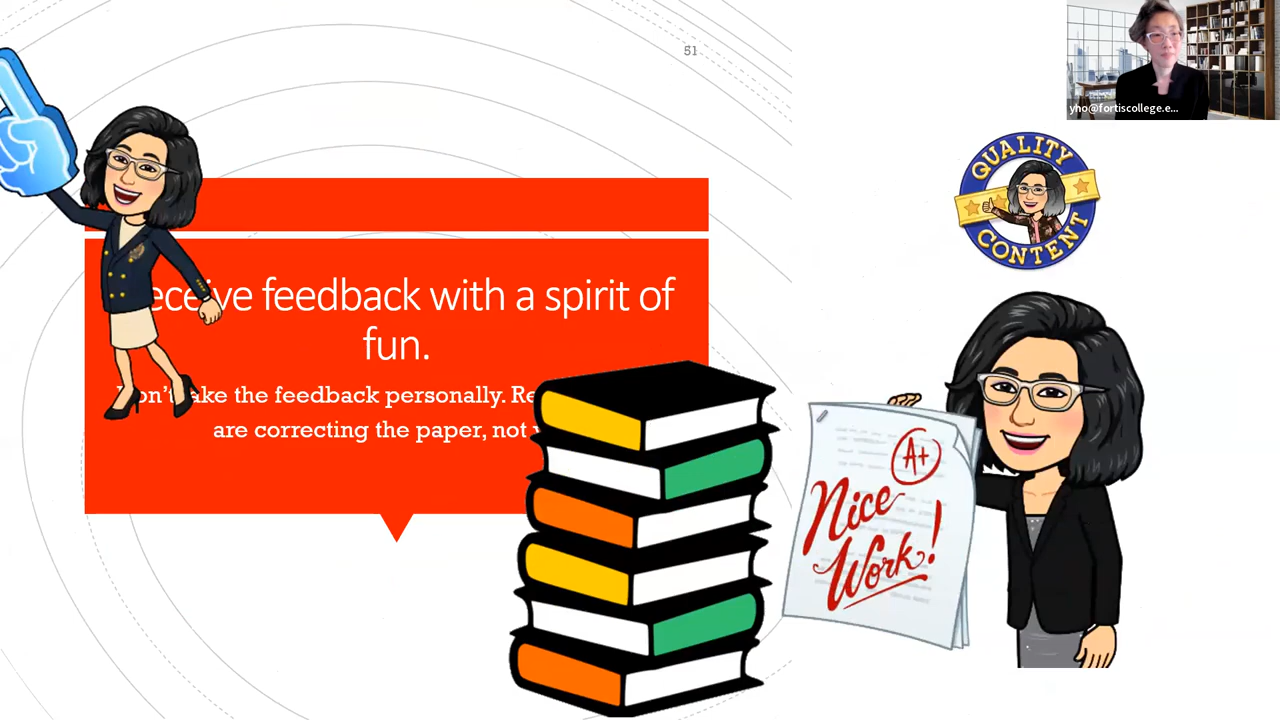 51
yho@fortiscollege.e...
QUALITY
CONTENT
eceive feedback with a spirit of
fun.
on't ake the feedback personally. Re
are correcting the paper, not
A+
Nice
Work!